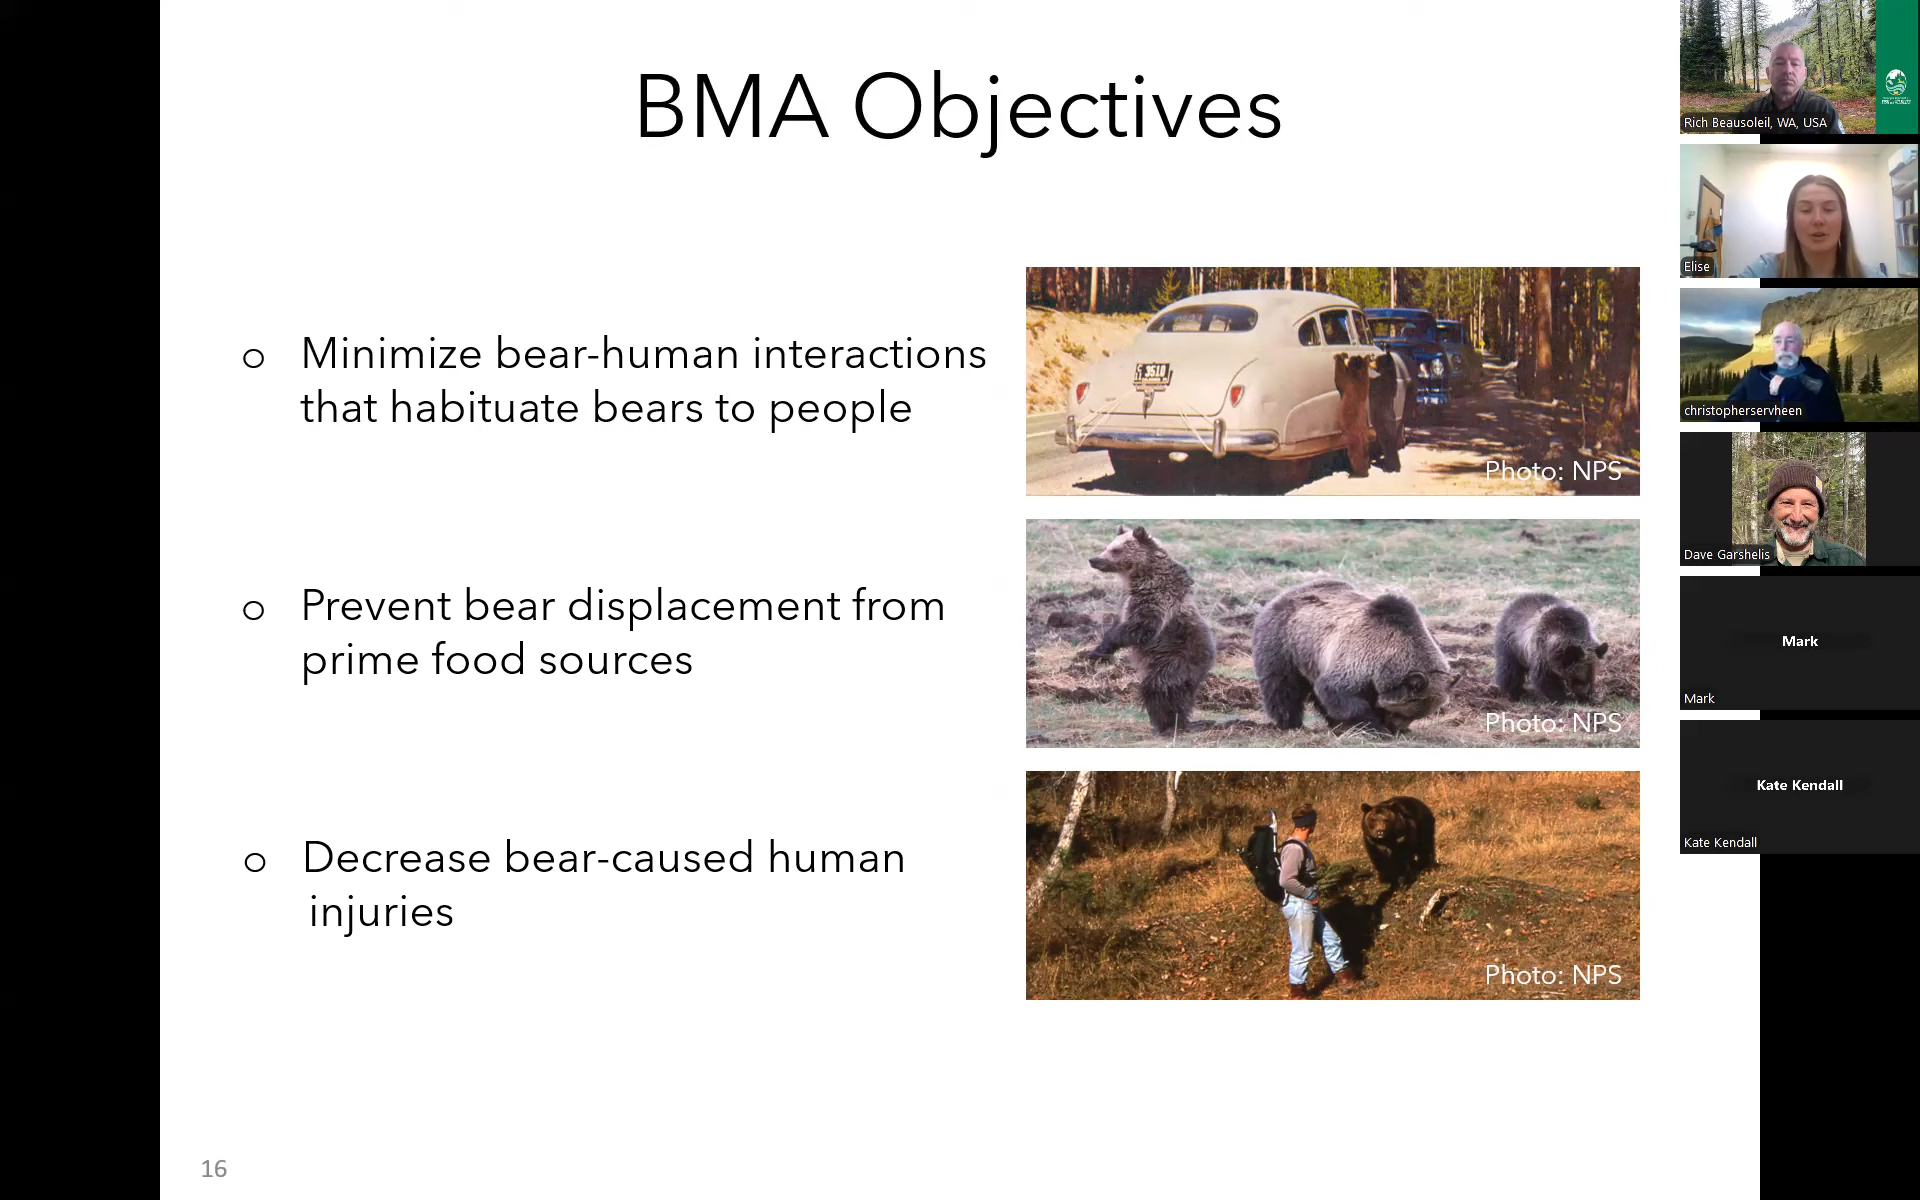 BMA Objectives
o Minimize bear-human interactions
that habituate bears to people
Photo: NPS
o Prevent bear displacement from
prime food sources
Photo: NPS
o Decrease bear-caused human
injuries
Photo: NPS
16
Rich Beausoleil, WA, USA
Elise
christopherservheen
Dave Garshelis
Mark
Mark
Kate Kendall
Kate Kendall